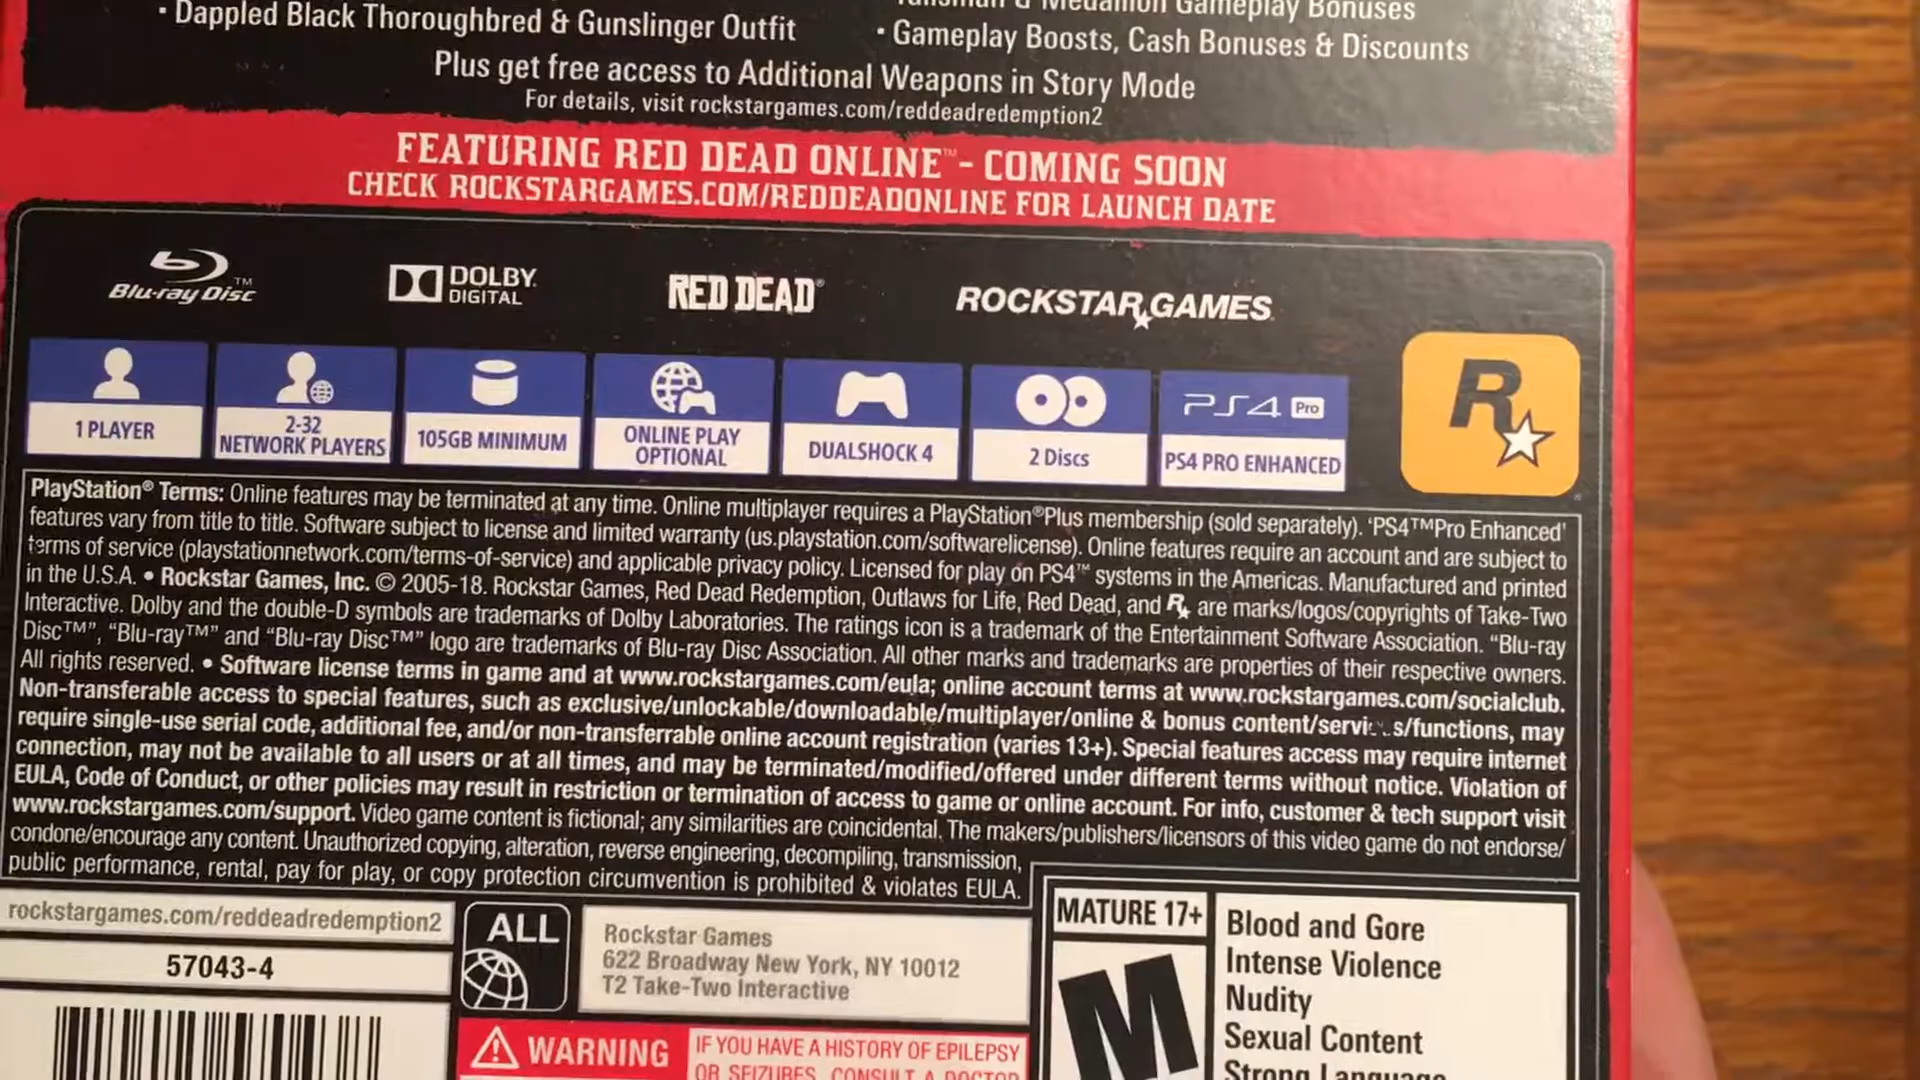 • Dappled Black Thoroughbred & Gunslinger Outfit
Gameplay Bonuses
• Gameplay Boosts, Cash Bonuses & Discounts
Plus get free access to Additional Weapons in Story Mode
For details, visit rockstargames.com/reddeadredemption2
FEATURING RED DEAD ONLINE™ - COMING SOON
CHECK ROCKSTARGAMES.COM/REDDEADONLINE FOR LAUNCH DATE
Blu-ray Disc™
DOLBY
DIGITAL
RED DEAD®
ROCKSTAR GAMES
1 PLAYER
2-32
NETWORK PLAYERS
105GB MINIMUM
ONLINE PLAY
OPTIONAL
DUALSHOCK 4
2 Discs
PS4 Pro
PS4 PRO ENHANCED
R
PlayStation® Terms: Online features may be terminated at any time. Online multiplayer requires a PlayStation®Plus membership (sold separately). 'PS4™Pro Enhanced'
features vary from title to title. Software subject to license and limited warranty (us.playstation.com/softwarelicense). Online features require an account and are subject to
terms of service (playstationnetwork.com/terms-of-service) and applicable privacy policy. Licensed for play on PS4™ systems in the Americas. Manufactured and printed
in the U.S.A. • Rockstar Games, Inc. © 2005-18. Rockstar Games, Red Dead Redemption, Outlaws for Life, Red Dead, and R are marks/logos/copyrights of Take-Two
Interactive. Dolby and the double-D symbols are trademarks of Dolby Laboratories. The ratings icon is a trademark of the Entertainment Software Association. "Blu-ray
Disc™", "Blu-ray™" and "Blu-ray Disc™" logo are trademarks of Blu-ray Disc Association. All other marks and trademarks are properties of their respective owners.
All rights reserved. • Software license terms in game and at www.rockstargames.com/eula; online account terms at www.rockstargames.com/socialclub.
Non-transferable access to special features, such as exclusive/unlockable/downloadable/multiplayer/online & bonus content/services/functions, may
require single-use serial code, additional fee, and/or non-transferrable online account registration (varies 13+). Special features access may require internet
connection, may not be available to all users or at all times, and may be terminated/modified/offered under different terms without notice. Violation of
EULA, Code of Conduct, or other policies may result in restriction or termination of access to game or online account. For info, customer & tech support visit
www.rockstargames.com/support. Video game content is fictional; any similarities are coincidental. The makers/publishers/licensors of this video game do not endorse/
condone/encourage any content. Unauthorized copying, alteration, reverse engineering, decompiling, transmission,
public performance, rental, pay for play, or copy protection circumvention is prohibited & violates EULA.
rockstargames.com/reddeadredemption2
57043-4
ALL
Rockstar Games
622 Broadway New York, NY 10012
T2 Take-Two Interactive
WARNING
IF YOU HAVE A HISTORY OF EPILEPSY
OR SEIZURES, CONSULT A DOCTOR
MATURE 17+
M
Blood and Gore
Intense Violence
Nudity
Sexual Content
Strong Language